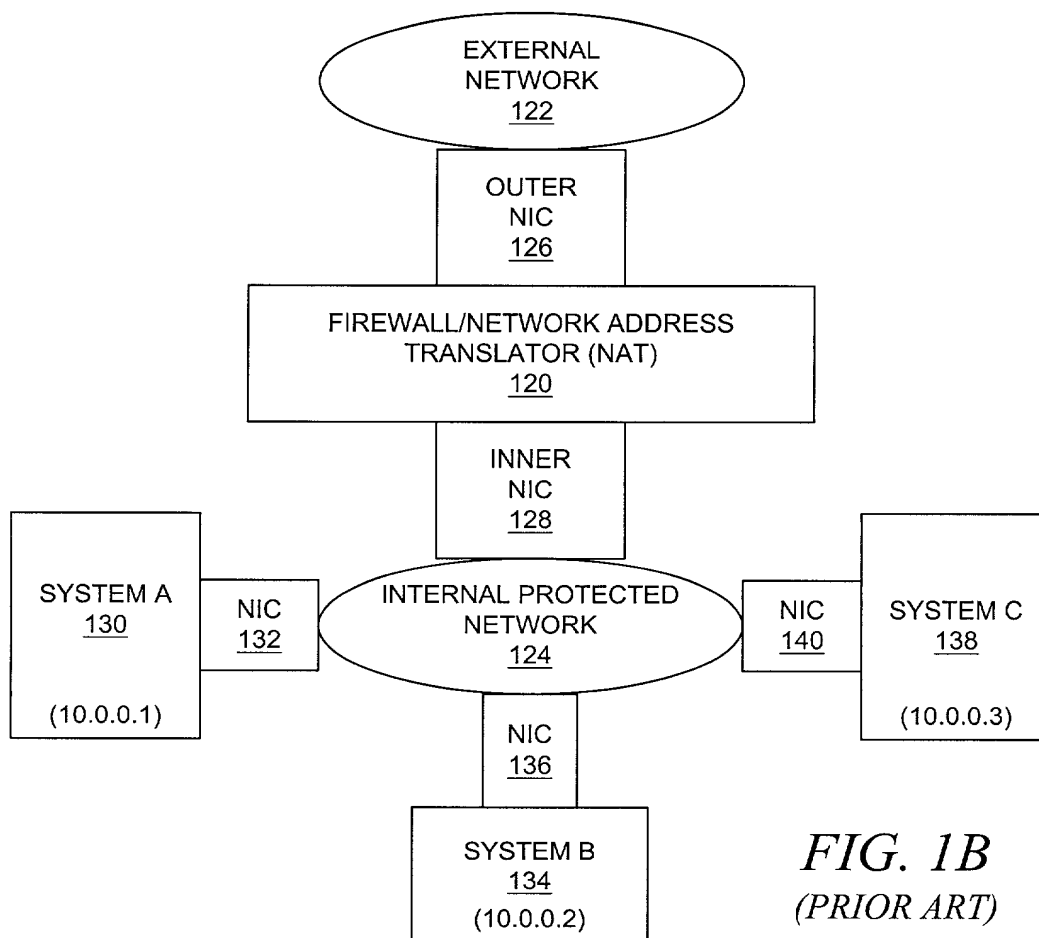 EXTERNAL
NETWORK
122
OUTER
NIC
126
FIREWALL/NETWORK ADDRESS
TRANSLATOR (NAT)
120
INNER
NIC
128
SYSTEM A
130
(10.0.0.1)
NIC
132
INTERNAL PROTECTED
NETWORK
124
NIC
140
SYSTEM C
138
(10.0.0.3)
NIC
136
SYSTEM B
134
(10.0.0.2)
FIG. 1B
(PRIOR ART)